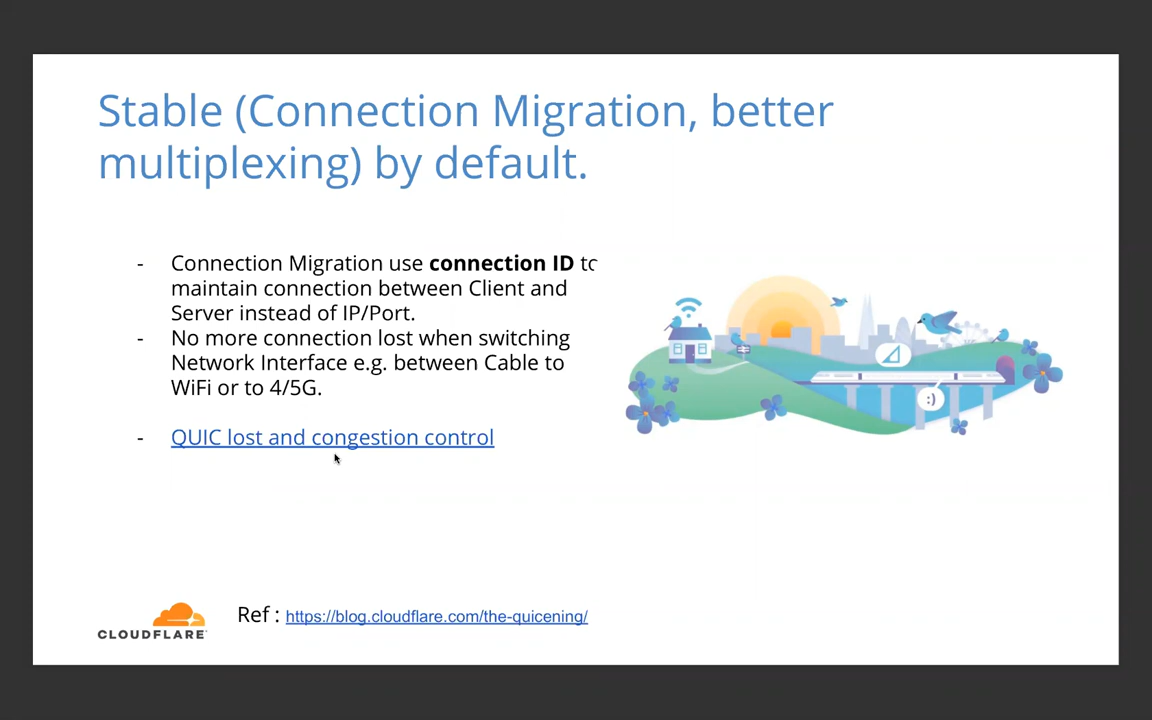 Stable (Connection Migration, better
multiplexing) by default.
- Connection Migration use connection ID to
maintain connection between Client and
Server instead of IP/Port.
- No more connection lost when switching
Network Interface e.g. between Cable to
WiFi or to 4/5G.
- QUIC lost and congestion control
:)
CLOUDFLARE
Ref : https://blog.cloudflare.com/the-quicening/